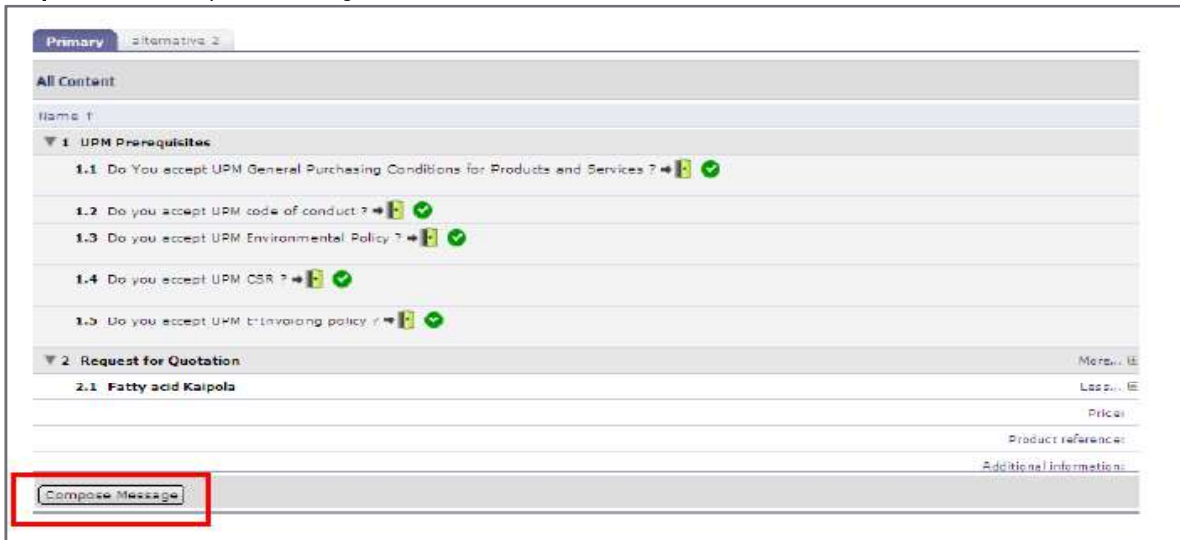 Primary alternative 2
All Content
Name ↑
▼ 1 UPM Prerequisites
1.1 Do You accept UPM General Purchasing Conditions for Products and Services ?
1.2 Do you accept UPM code of conduct ?
1.3 Do you accept UPM Environmental Policy ?
1.4 Do you accept UPM CSR ?
1.5 Do you accept UPM E-Invoicing policy ?
▼ 2 Request for Quotation More...
2.1 Fatty acid Kaipola Less...
Price:
Product reference:
Additional information:
Compose Message